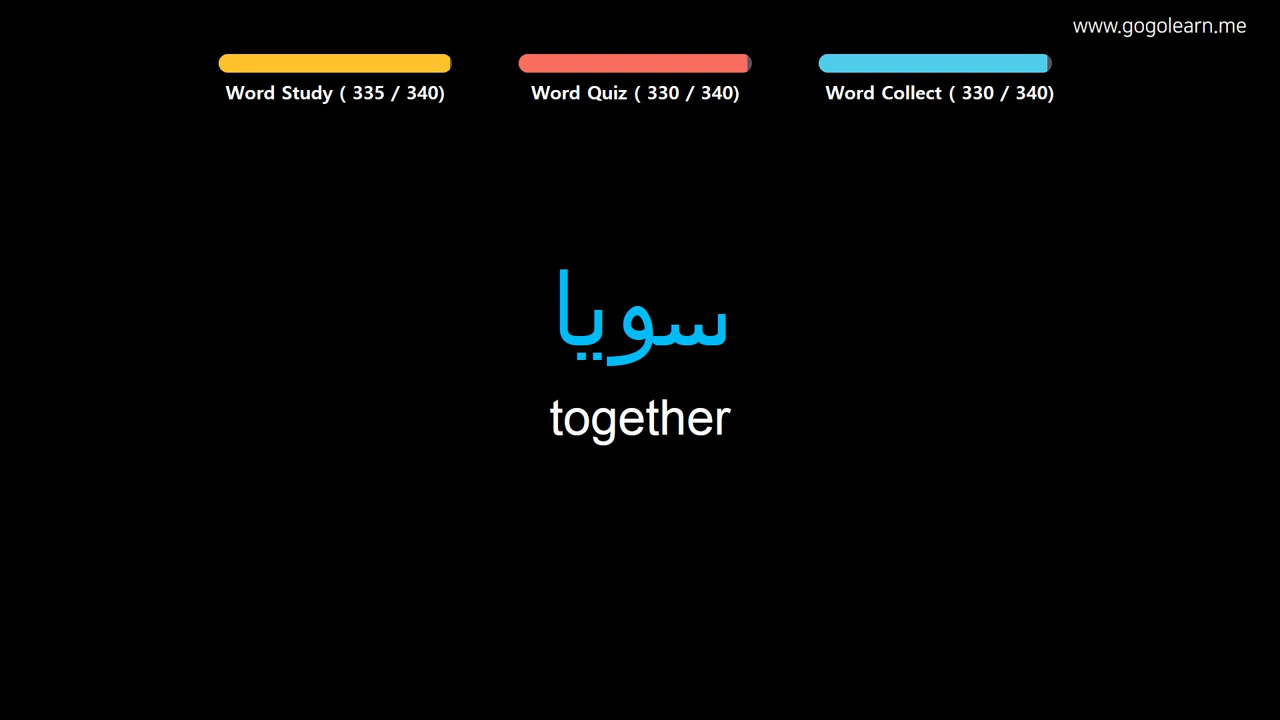 www.gogolearn.me
Word Study ( 335 / 340)
Word Quiz ( 330 / 340)
Word Collect ( 330 / 340)
سويا
together